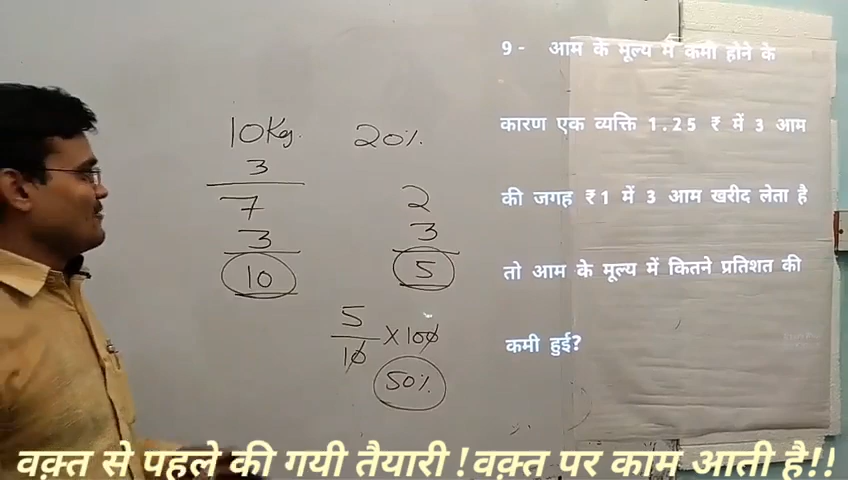 10Kg. 20%.
3
7 2
3 3
10 5
5
10 X 100
50%
9- आम के मूल्य में कमी होने के
कारण एक व्यक्ति 1.25 ₹ में 3 आम
की जगह ₹1 में 3 आम खरीद लेता है
तो आम के मूल्य में कितने प्रतिशत की
कमी हुई?
वक़्त से पहले की गयी तैयारी ! वक़्त पर काम आती है!!